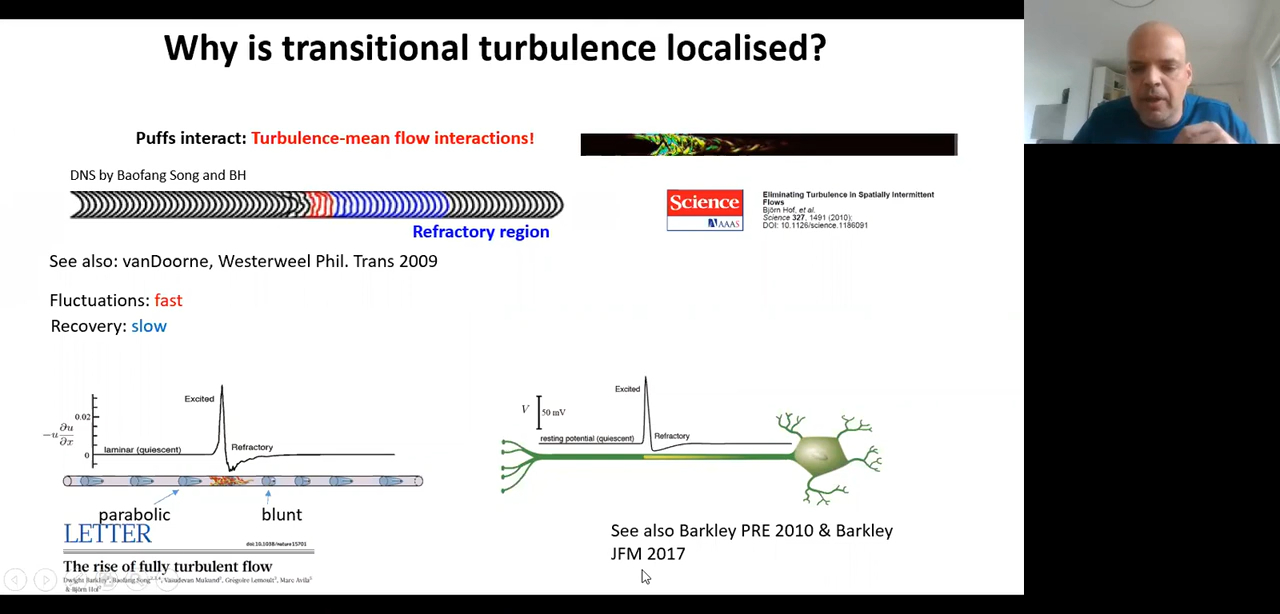 Why is transitional turbulence localised?
Puffs interact: Turbulence-mean flow interactions!
DNS by Baofang Song and BH
Refractory region
Science
AAAS
Eliminating Turbulence in Spatially Intermittent
Flows
Björn Hof, et al.
Science 327, 1491 (2010);
DOI: 10.1126/science.1186091
See also: vanDoorne, Westerweel Phil. Trans 2009
Fluctuations: fast
Recovery: slow
Excited
0.02
−u ∂u/∂x
0
laminar (quiescent)
Refractory
parabolic
blunt
Excited
V
50 mV
resting potential (quiescent)
Refractory
LETTER
doi:10.1038/nature15701
The rise of fully turbulent flow
Dwight Barkley, Baofang Song, Vasudevan Mukund, Grégoire Lemoult, Marc Avila
& Björn Hof
See also Barkley PRE 2010 & Barkley
JFM 2017